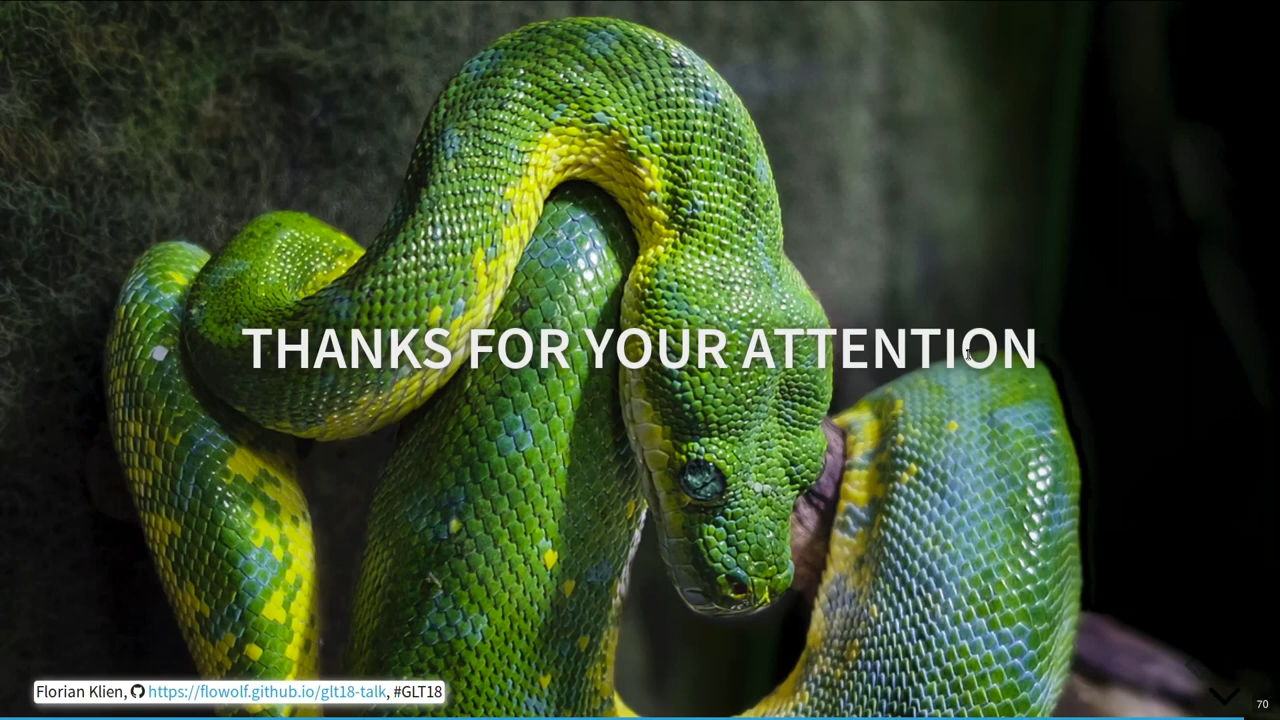 THANKS FOR YOUR ATTENTION
Florian Klien, https://flowolf.github.io/glt18-talk, #GLT18
70